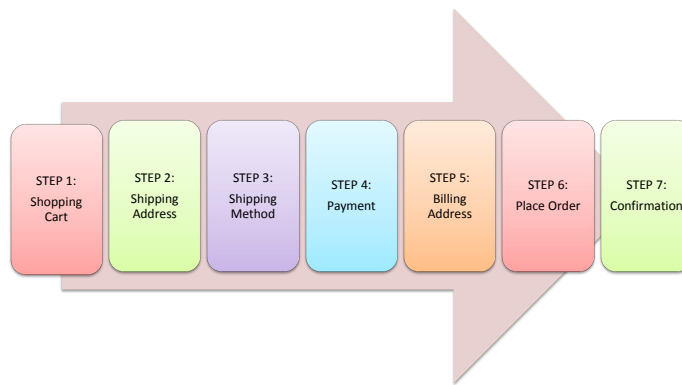 STEP 1:
Shopping
Cart
STEP 2:
Shipping
Address
STEP 3:
Shipping
Method
STEP 4:
Payment
STEP 5:
Billing
Address
STEP 6:
Place Order
STEP 7:
Confirmation